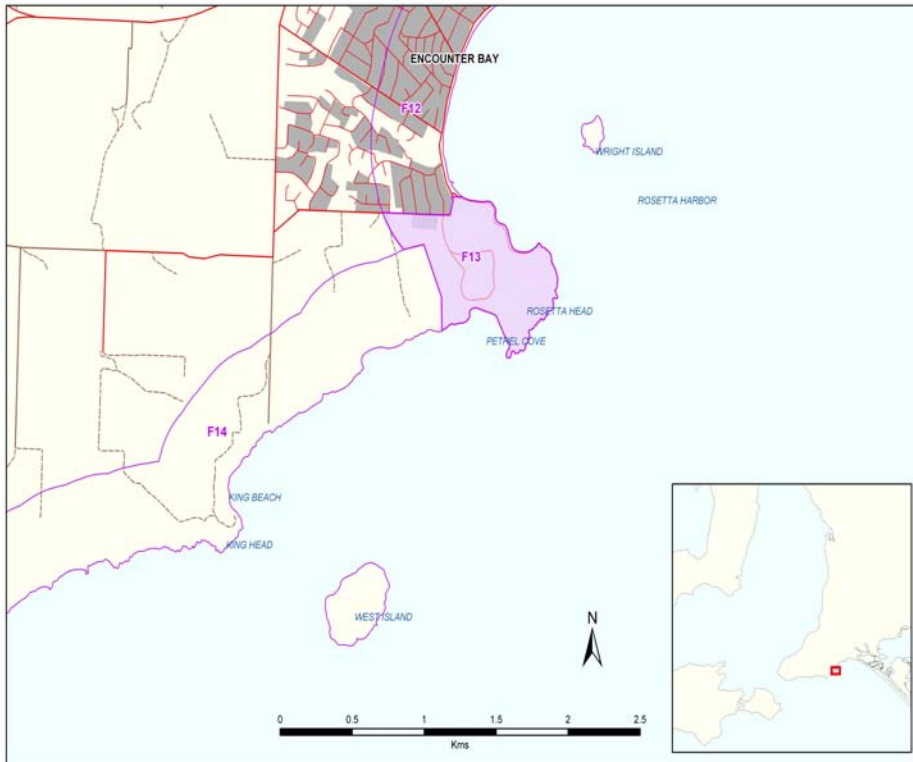 ENCOUNTER BAY
F12
WRIGHT ISLAND
ROSETTA HARBOR
F13
ROSETTA HEAD
PETREL COVE
F14
KING BEACH
KING HEAD
WEST ISLAND
N
0 0.5 1 1.5 2 2.5
Kms